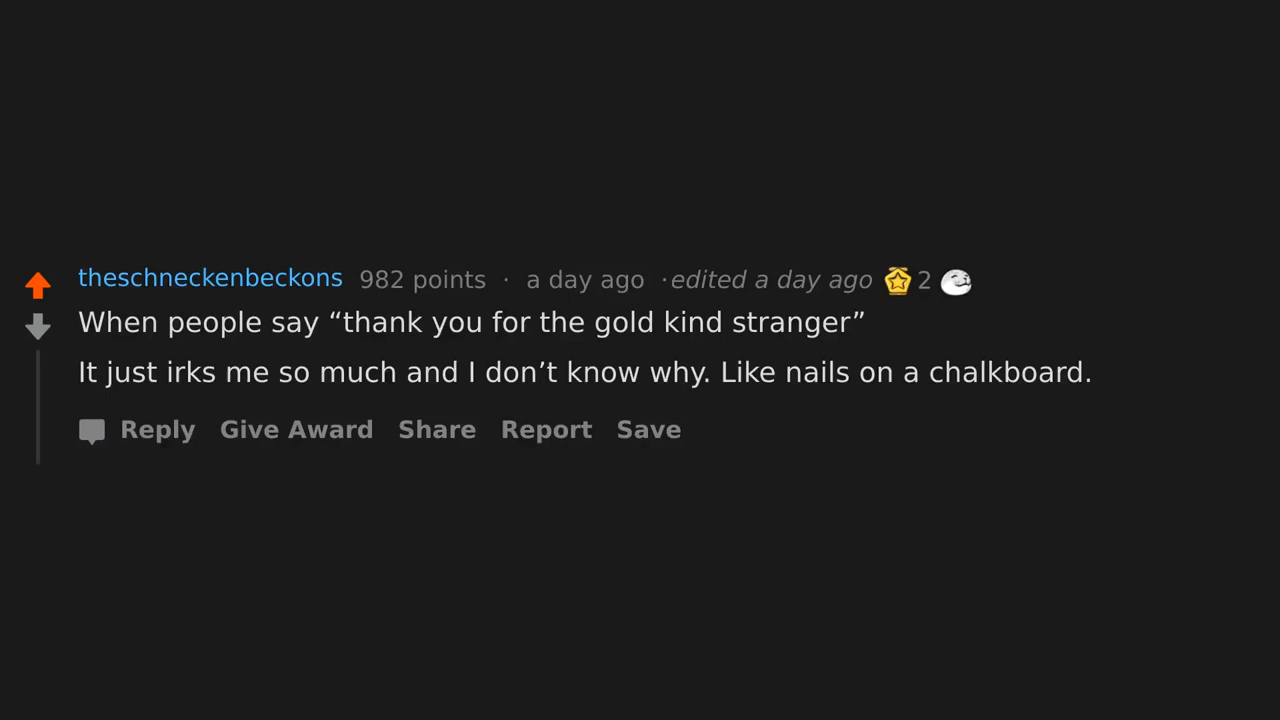 theschneckenbeckons 982 points · a day ago · edited a day ago 2
When people say “thank you for the gold kind stranger”
It just irks me so much and I don’t know why. Like nails on a chalkboard.
Reply Give Award Share Report Save